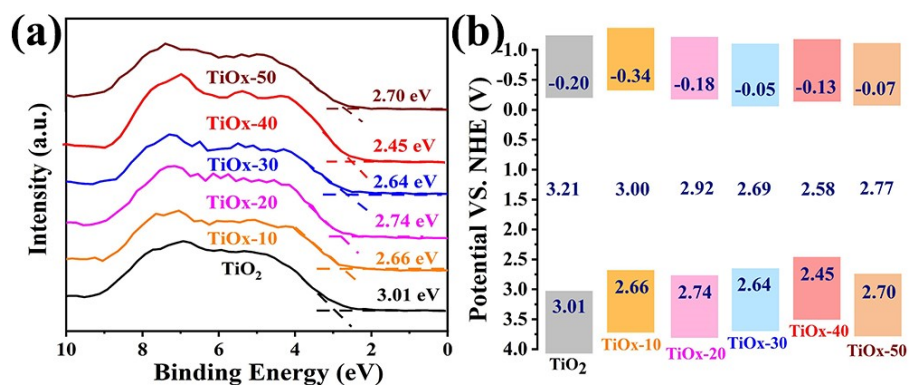 (a)
Intensity (a.u.)
TiOx-50
2.70 eV
TiOx-40
2.45 eV
TiOx-30
2.64 eV
TiOx-20
2.74 eV
TiOx-10
2.66 eV
TiO2
3.01 eV
10 8 6 4 2 0
Binding Energy (eV)
(b)
Potential VS. NHE (V)
-1.0
-0.5
0.0
0.5
1.0
1.5
2.0
2.5
3.0
3.5
4.0
-0.20 -0.34 -0.18 -0.05 -0.13 -0.07
3.21 3.00 2.92 2.69 2.58 2.77
3.01 2.66 2.74 2.64 2.45 2.70
TiO2 TiOx-10 TiOx-20 TiOx-30 TiOx-40 TiOx-50